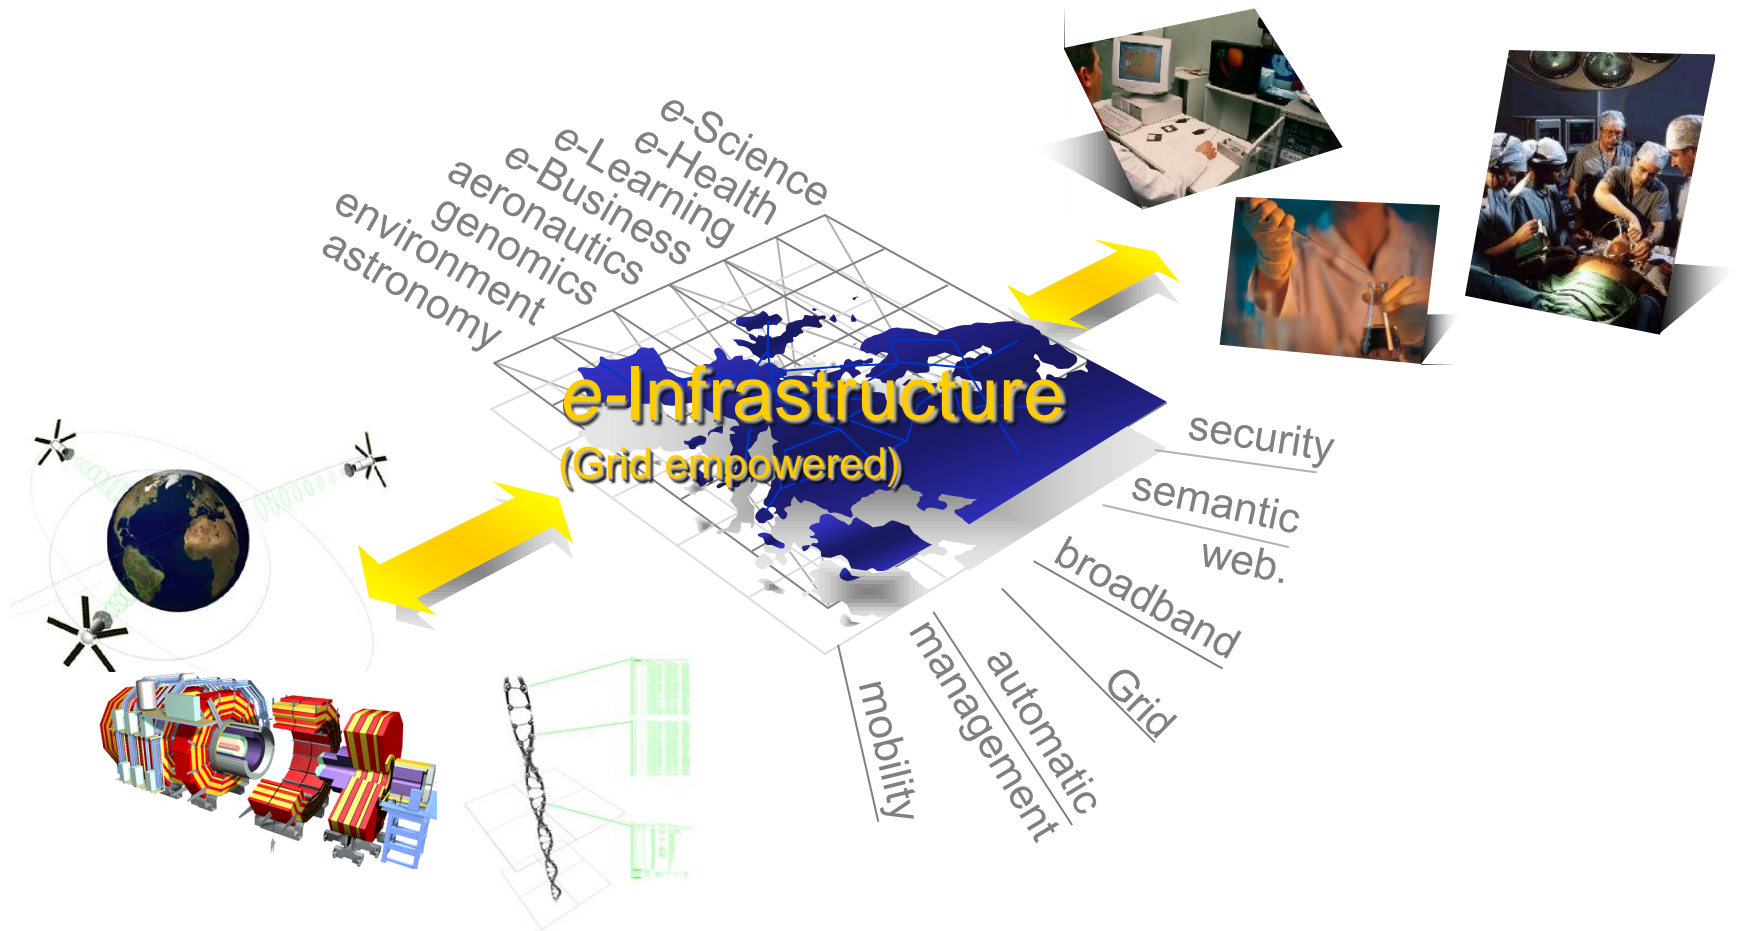 e-Science
e-Health
e-Learning
e-Business
aeronautics
genomics
environment
astronomy
e-Infrastructure
(Grid empowered)
security
semantic
web.
broadband
Grid
automatic
management
mobility